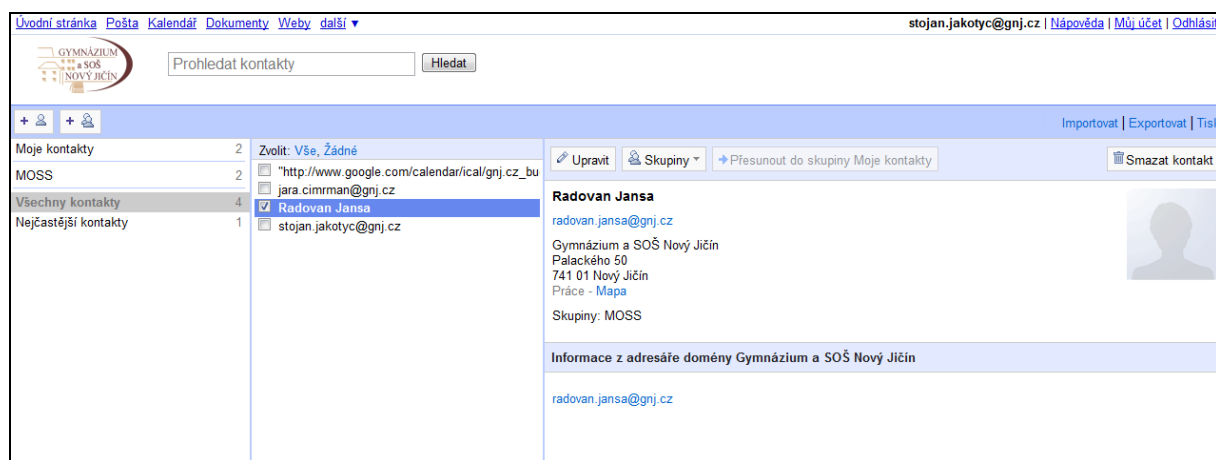 Úvodní stránka Pošta Kalendář Dokumenty Weby další ▼
stojan.jakotyc@gnj.cz | Nápověda | Můj účet | Odhlásit
GYMNÁZIUM
a SOŠ
NOVÝ JIČÍN
Prohledat kontakty
Hledat
Importovat | Exportovat | Tisk
Moje kontakty 2
MOSS 2
Všechny kontakty 4
Nejčastější kontakty 1
Zvolit: Vše, Žádné
"http://www.google.com/calendar/ical/gnj.cz_bu
jara.cimrman@gnj.cz
Radovan Jansa
stojan.jakotyc@gnj.cz
Upravit
Skupiny
Přesunout do skupiny Moje kontakty
Smazat kontakt
Radovan Jansa
radovan.jansa@gnj.cz
Gymnázium a SOŠ Nový Jičín
Palackého 50
741 01 Nový Jičín
Práce - Mapa
Skupiny: MOSS
Informace z adresáře domény Gymnázium a SOŠ Nový Jičín
radovan.jansa@gnj.cz